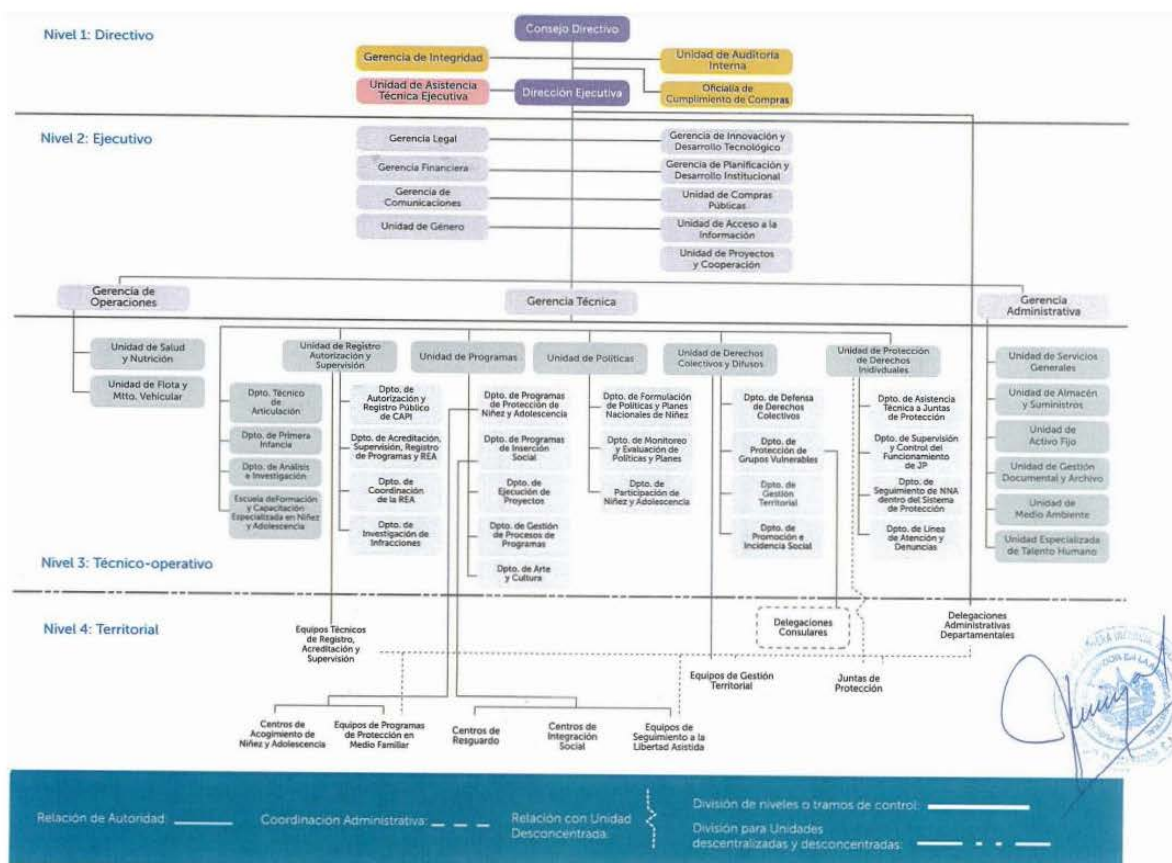 Nivel 1: Directivo
Consejo Directivo
Gerencia de Integridad
Unidad de Auditoría
Interna
Unidad de Asistencia
Técnica Ejecutiva
Dirección Ejecutiva
Oficialía de
Cumplimiento de Compras
Nivel 2: Ejecutivo
Gerencia Legal
Gerencia de Innovación y
Desarrollo Tecnológico
Gerencia Financiera
Gerencia de Planificación y
Desarrollo Institucional
Gerencia de
Comunicaciones
Unidad de Compras
Públicas
Unidad de Género
Unidad de Acceso a la
Información
Unidad de Proyectos
y Cooperación
Gerencia de
Operaciones
Gerencia Técnica
Gerencia
Administrativa
Unidad de Salud
y Nutrición
Unidad de Flota y
Mtto. Vehicular
Unidad de Registro
Autorización y
Supervisión
Unidad de Programas
Unidad de Políticas
Unidad de Derechos
Colectivos y Difusos
Unidad de Protección
de Derechos
Inidivduales
Dpto. Técnico
de
Articulación
Dpto. de Primera
Infancia
Dpto. de Análisis
e Investigación
Escuela deFormación
y Capacitación
Especializada en Niñez
y Adolescencia
Dpto. de
Autorización y
Registro Público
de CAPI
Dpto. de Acreditación,
Supervisión, Registro
de Programas y REA
Dpto. de
Coordinación
de la REA
Dpto. de
Investigación de
Infracciones
Dpto. de Programas
de Protección de
Niñez y Adolescencia
Dpto. de Programas
de Inserción
Social
Dpto. de
Ejecución de
Proyectos
Dpto. de Gestión
de Procesos de
Programas
Dpto. de Arte
y Cultura
Dpto. de Formulación
de Políticas y Planes
Nacionales de Niñez
Dpto. de Monitoreo
y Evaluación de
Políticas y Planes
Dpto. de
Participación de
Niñez y Adolescencia
Dpto. de Defensa
de Derechos
Colectivos
Dpto. de
Protección de
Grupos Vulnerables
Dpto. de
Gestión
Territorial
Dpto. de
Promoción e
Incidencia Social
Dpto. de Asistencia
Técnica a Juntas
de Protección
Dpto. de Supervisión
y Control del
Funcionamiento
de JP
Dpto. de
Seguimiento de NNA
dentro del Sistema
de Protección
Dpto. de Línea
de Atención y
Denuncias
Unidad de Servicios
Generales
Unidad de Almacén
y Suministros
Unidad de
Activo Fijo
Unidad de Gestión
Documental y Archivo
Unidad de
Medio Ambiente
Unidad Especializada
de Talento Humano
Nivel 3: Técnico-operativo
Nivel 4: Territorial
Equipos Técnicos
de Registro,
Acreditación y
Supervisión
Delegaciones
Consulares
Delegaciones
Administrativas
Departamentales
Equipos de Gestión
Territorial
Juntas de
Protección
Centros de
Acogimiento de
Niñez y Adolescencia
Equipos de Programas
de Protección en
Medio Familiar
Centros de
Resguardo
Centros de
Integración
Social
Equipos de
Seguimiento a la
Libertad Asistida
Relación de Autoridad:
Coordinación Administrativa:
Relación con Unidad
Desconcentrada:
División de niveles o tramos de control:
División para Unidades
descentralizadas y desconcentradas: